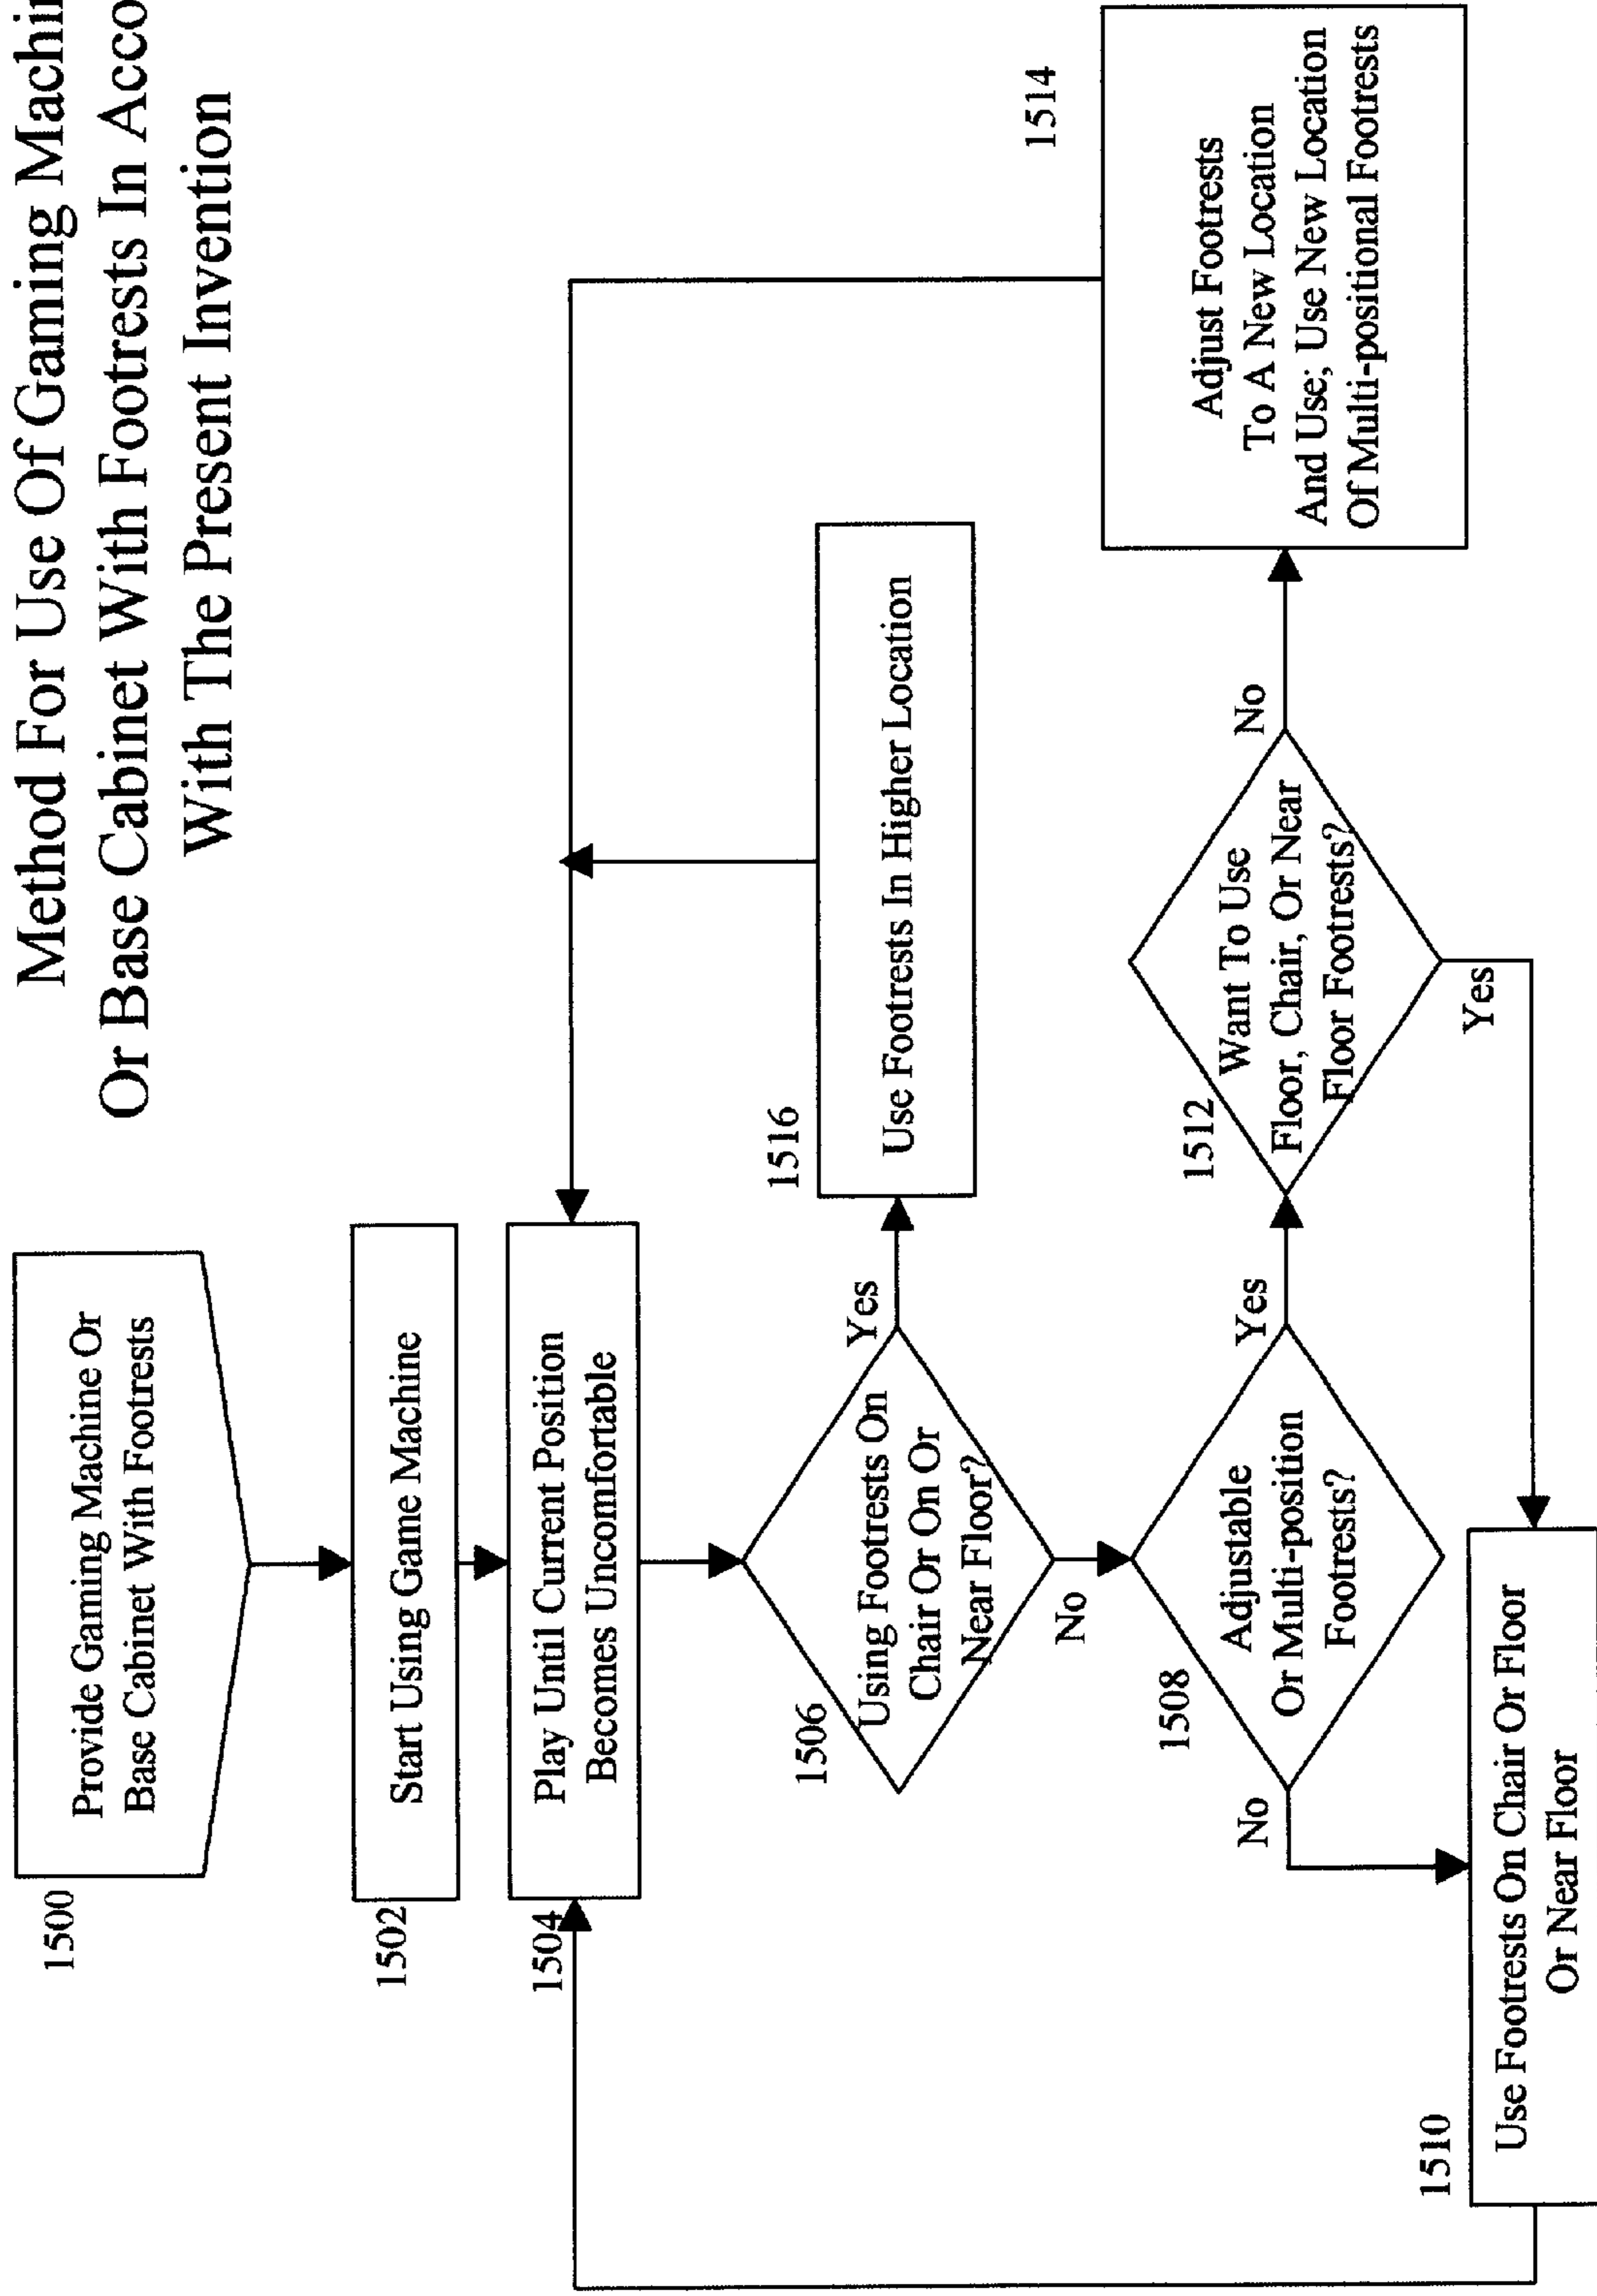 Method For Use Of Gaming
Or Base Cabinet With Footrests In
With The Present Invention
1500
Provide Gaming Machine Or
Base Cabinet With Footrests
1502
Start Using Game Machine
1504
Play Until Current Position
Becomes Uncomfortable
1506
Using Footrests On
Chair Or On Or
Near Floor?
Yes
No
1516
Use Footrests In Higher Location
1508
Adjustable
Or Multi-position
Footrests?
Yes
No
1512
Want To Use
Floor, Chair, Or Near
Floor Footrests?
No
Yes
1514
Adjust Footrests
To A New Location
And Use; Use New Location
Of Multi-positional Footrests
1510
Use Footrests On Chair Or Floor
Or Near Floor